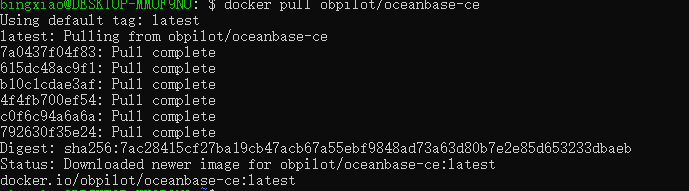 bingxiao@DESKTOP-MMUF9NU: $ docker pull obpilot/oceanbase-ce
Using default tag: latest
latest: Pulling from obpilot/oceanbase-ce
7a0437f04f83: Pull complete
615dc48ac9f1: Pull complete
b10c1cdae3af: Pull complete
4f4fb700ef54: Pull complete
c0f6c94a6a6a: Pull complete
792630f35e24: Pull complete
Digest: sha256:7ac28415cf27ba19cb47acb67a55ebf9848ad73a63d80b7e2e85d653233dbaeb
Status: Downloaded newer image for obpilot/oceanbase-ce:latest
docker.io/obpilot/oceanbase-ce:latest